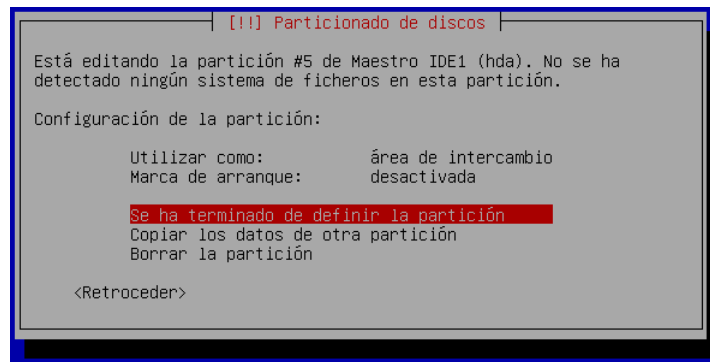 [!!] Particionado de discos
Está editando la partición #5 de Maestro IDE1 (hda). No se ha
detectado ningún sistema de ficheros en esta partición.
Configuración de la partición:
Utilizar como: área de intercambio
Marca de arranque: desactivada
Se ha terminado de definir la partición
Copiar los datos de otra partición
Borrar la partición
<Retroceder>